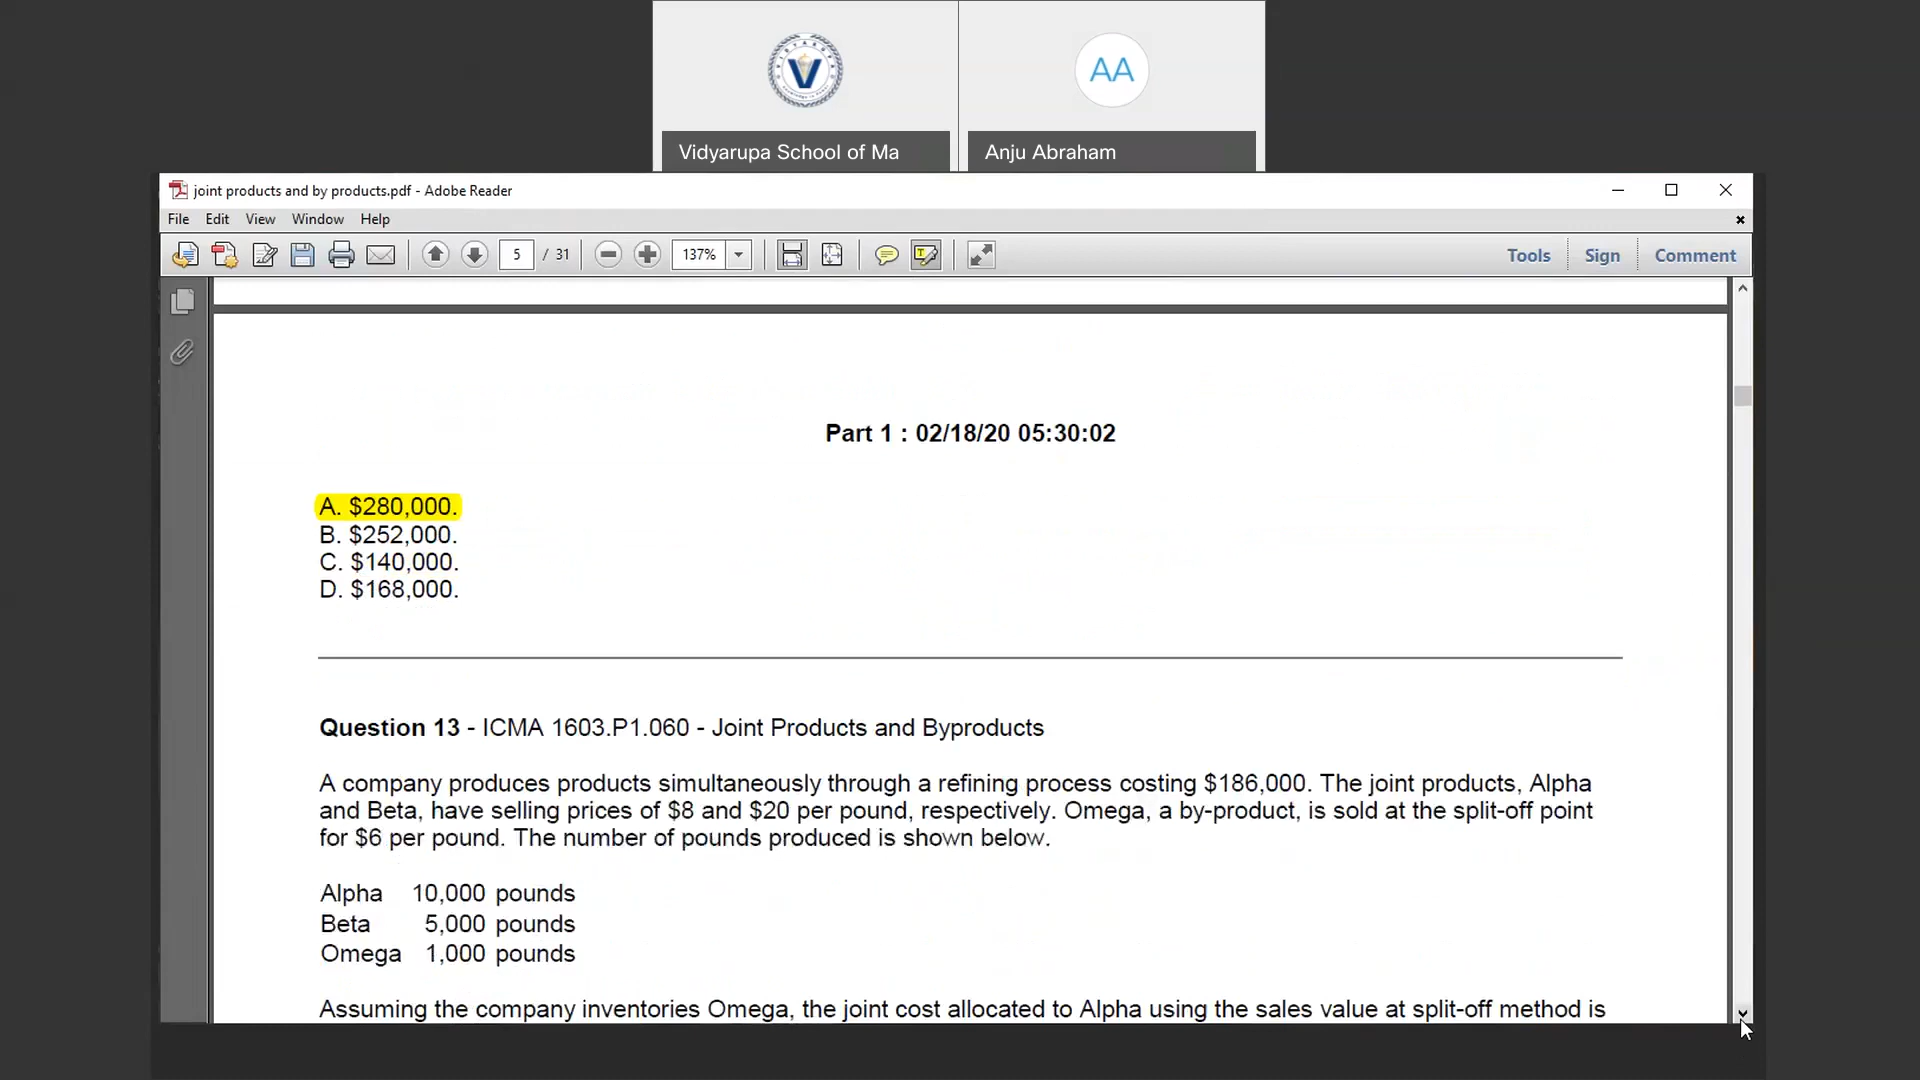 V
AA
Vidyarupa School of Ma
Anju Abraham
joint products and by products.pdf - Adobe Reader
File Edit View Window Help
5 / 31 137% Tools Sign Comment
Part 1 : 02/18/20 05:30:02
A. $280,000.
B. $252,000.
C. $140,000.
D. $168,000.
Question 13 - ICMA 1603.P1.060 - Joint Products and Byproducts
A company produces products simultaneously through a refining process costing $186,000. The joint products, Alpha
and Beta, have selling prices of $8 and $20 per pound, respectively. Omega, a by-product, is sold at the split-off point
for $6 per pound. The number of pounds produced is shown below.
Alpha 10,000 pounds
Beta 5,000 pounds
Omega 1,000 pounds
Assuming the company inventories Omega, the joint cost allocated to Alpha using the sales value at split-off method is